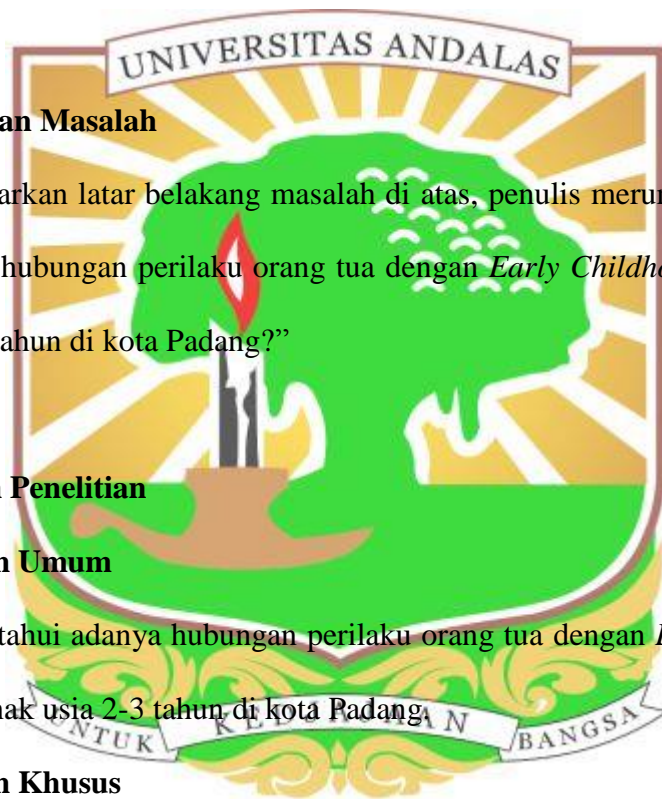 UNIVERSITAS ANDALAS
an Masalah
arkan latar belakang masalah di atas, penulis merun
hubungan perilaku orang tua dengan Early Childho
ahun di kota Padang?”
Penelitian
n Umum
tahui adanya hubungan perilaku orang tua dengan
nak usia 2-3 tahun di kota Padang.
UNTUK KEDJAJAAN BANGSA
n Khusus